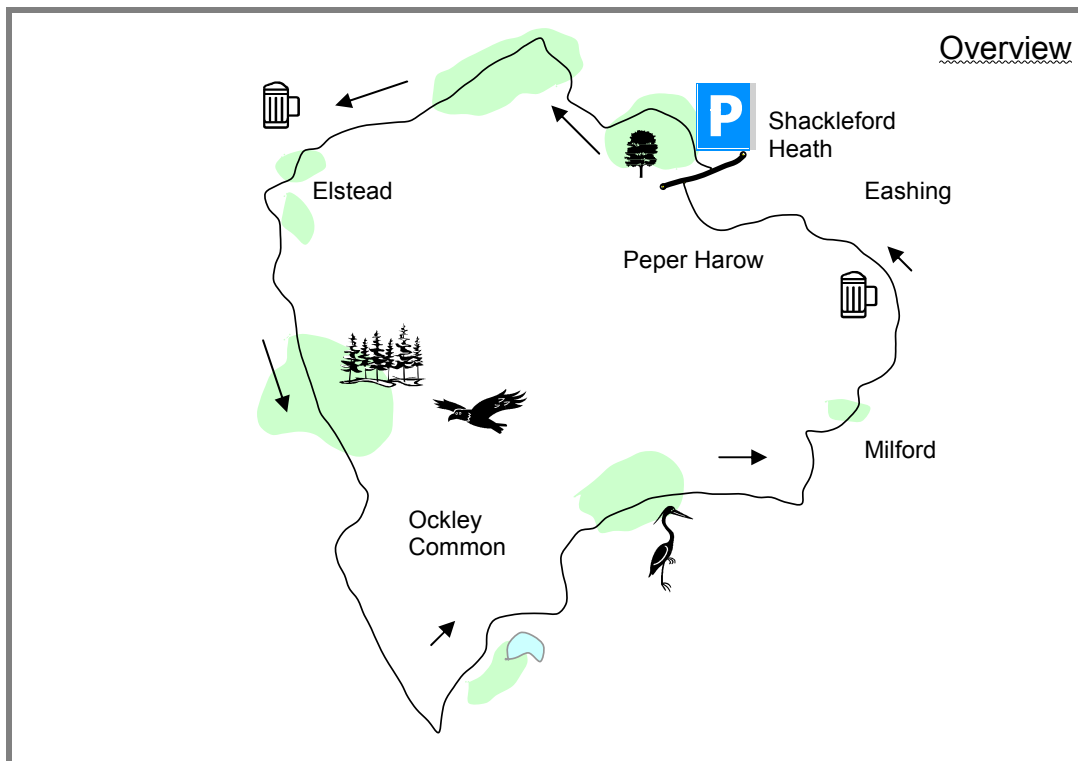 Overview
P
Shackleford
Heath
Elstead
Eashing
Peper Harow
Milford
Ockley
Common